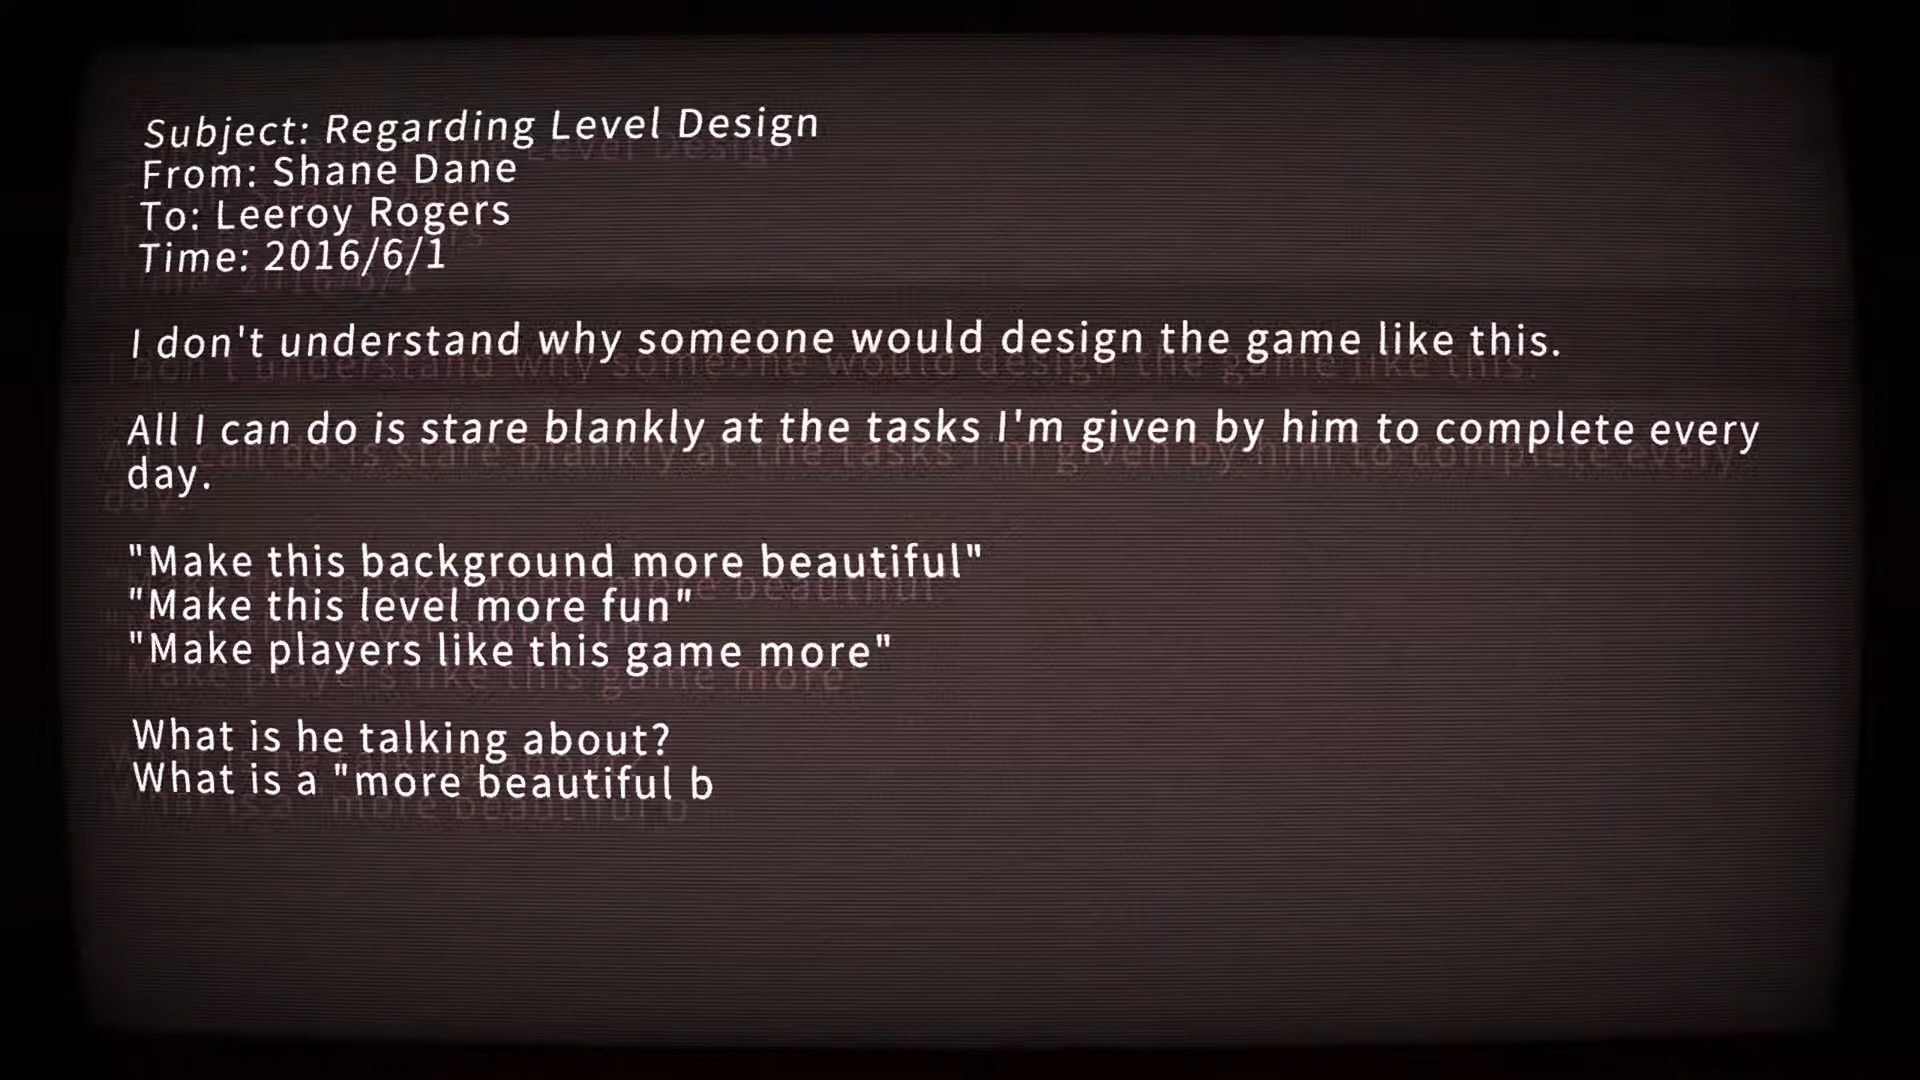 Subject: Regarding Level Design
From: Shane Dane
To: Leeroy Rogers
Time: 2016/6/1
I don't understand why someone would design the game like this.
All I can do is stare blankly at the tasks I'm given by him to complete every
day.
"Make this background more beautiful"
"Make this level more fun"
"Make players like this game more"
What is he talking about?
What is a "more beautiful b